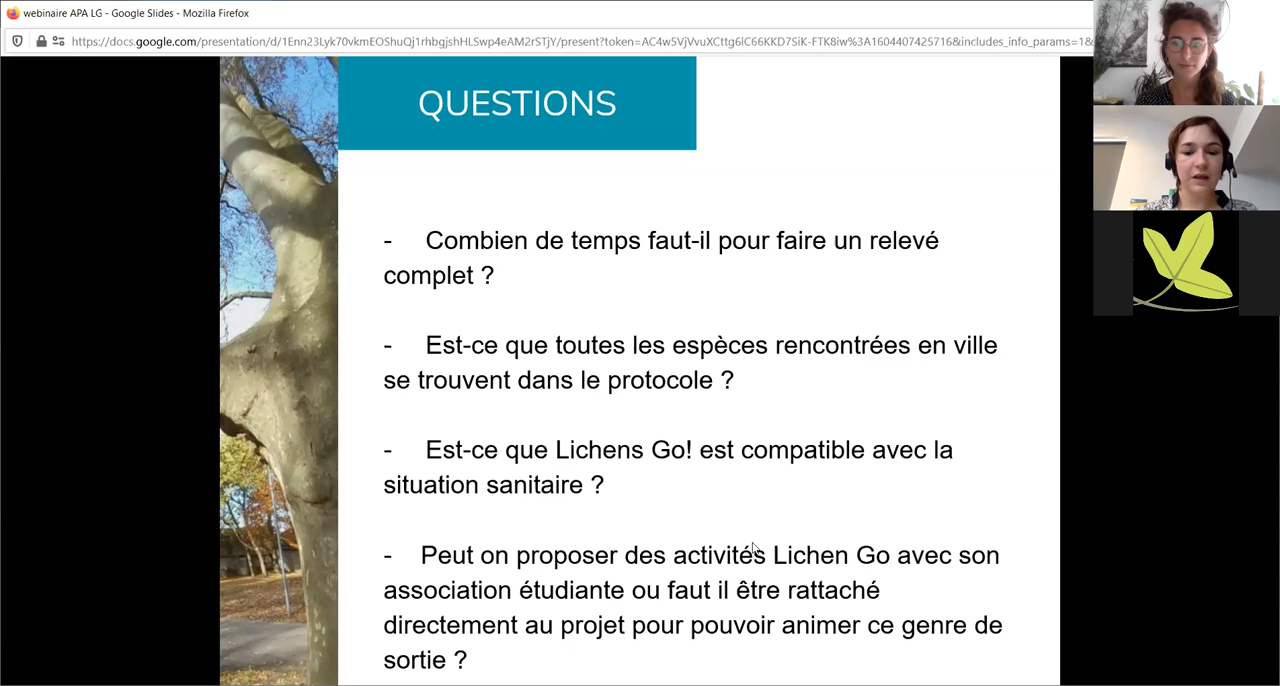 webinaire APA LG - Google Slides - Mozilla Firefox
https://docs.google.com/presentation/d/1Enn23Lyk70vkmEOShuQj1rhbgjshHLSwp4eAM2rSTjY/present?token=AC4w5VjVvuXCttg6lC66KKD7SiK-FTK8iw%3A1604407425716&includes_info_params=1&
QUESTIONS
- Combien de temps faut-il pour faire un relevé
complet ?
- Est-ce que toutes les espèces rencontrées en ville
se trouvent dans le protocole ?
- Est-ce que Lichens Go! est compatible avec la
situation sanitaire ?
- Peut on proposer des activités Lichen Go avec son
association étudiante ou faut il être rattaché
directement au projet pour pouvoir animer ce genre de
sortie ?